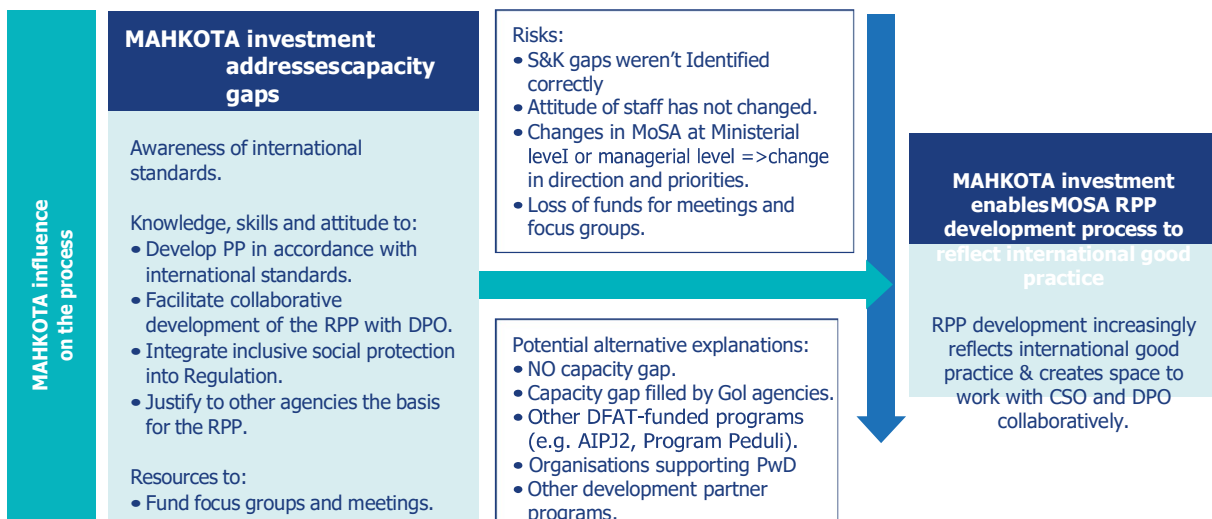 MAHKOTA influence
on the process
MAHKOTA investment
addressescapacity
gaps
Awareness of international
standards.
Knowledge, skills and attitude to:
• Develop PP in accordance with
international standards.
• Facilitate collaborative
development of the RPP with DPO.
• Integrate inclusive social protection
into Regulation.
• Justify to other agencies the basis
for the RPP.
Resources to:
• Fund focus groups and meetings.
Risks:
• S&K gaps weren't Identified
correctly
• Attitude of staff has not changed.
• Changes in MoSA at Ministerial
leveI or managerial level =>change
in direction and priorities.
• Loss of funds for meetings and
focus groups.
Potential alternative explanations:
• NO capacity gap.
• Capacity gap filled by GoI agencies.
• Other DFAT-funded programs
(e.g. AIPJ2, Program Peduli).
• Organisations supporting PwD
• Other development partner
programs.
MAHKOTA investment
enablesMOSA RPP
development process to
reflect international good
practice
RPP development increasingly
reflects international good
practice & creates space to
work with CSO and DPO
collaboratively.